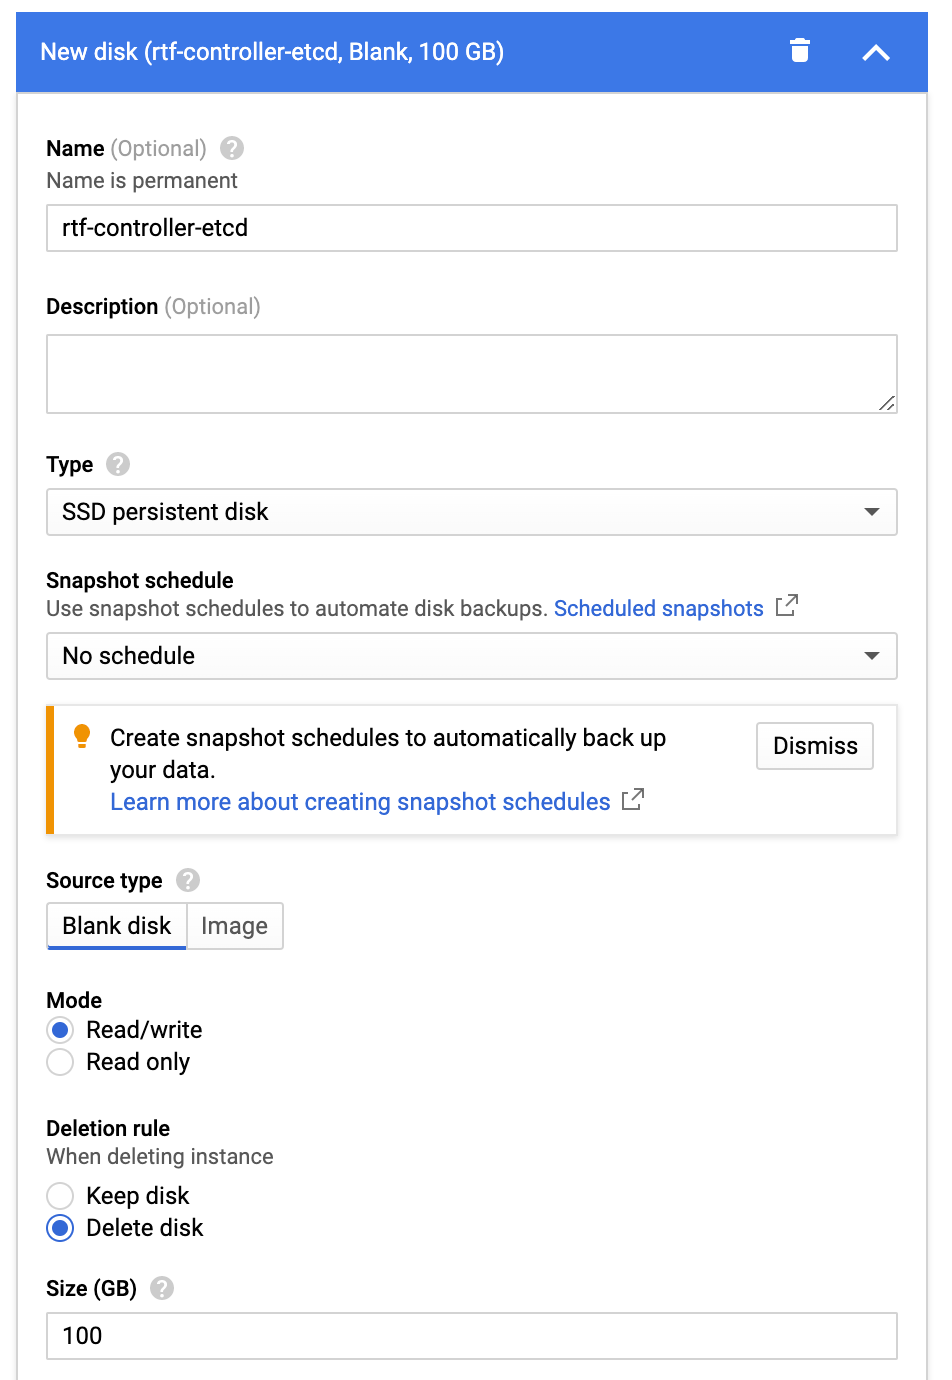 New disk (rtf-controller-etcd, Blank, 100 GB)
Name (Optional) ?
Name is permanent
rtf-controller-etcd
Description (Optional)
Type ?
SSD persistent disk
Snapshot schedule
Use snapshot schedules to automate disk backups. Scheduled snapshots
No schedule
Create snapshot schedules to automatically back up
your data.
Learn more about creating snapshot schedules
Dismiss
Source type ?
Blank disk Image
Mode
Read/write
Read only
Deletion rule
When deleting instance
Keep disk
Delete disk
Size (GB) ?
100